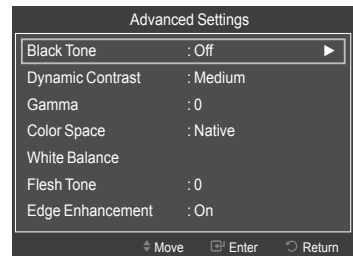 Advanced Settings
Black Tone : Off ►
Dynamic Contrast : Medium
Gamma : 0
Color Space : Native
White Balance
Flesh Tone : 0
Edge Enhancement : On
Move Enter Return